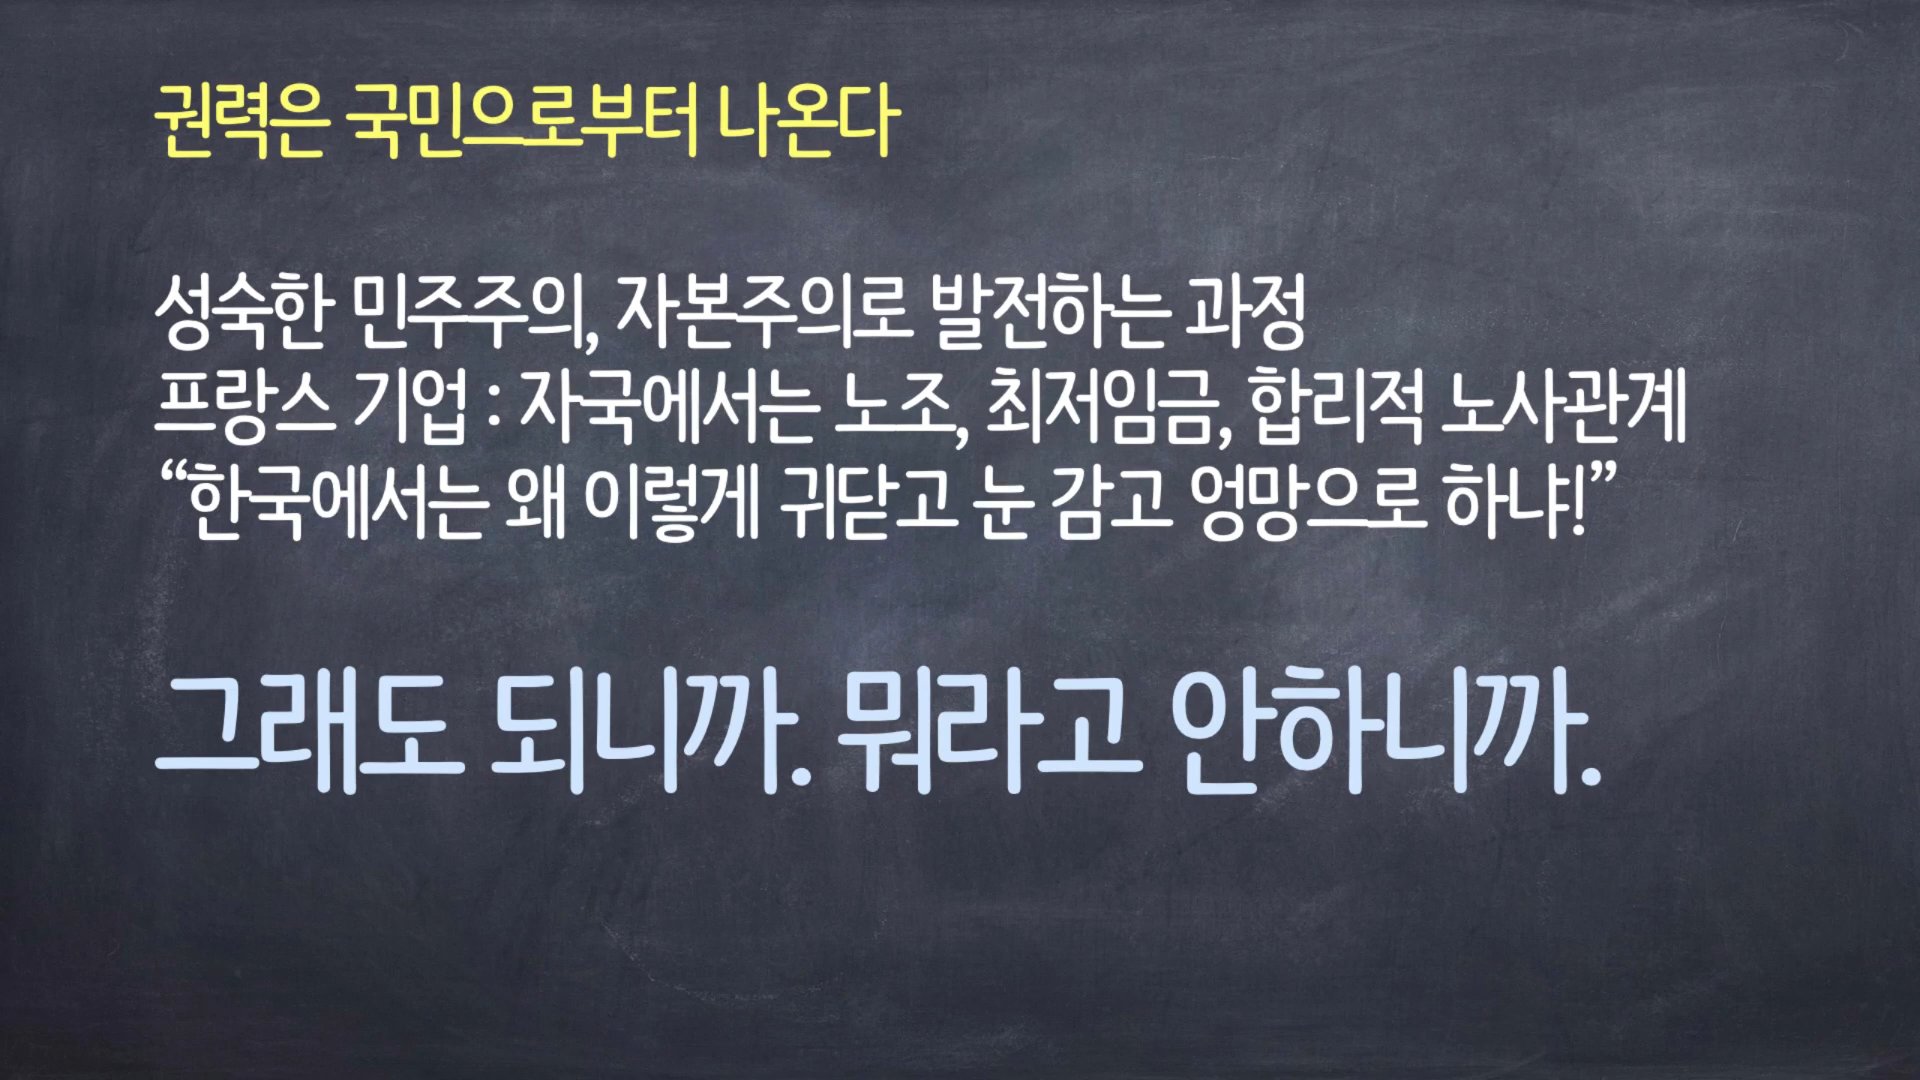 권력은 국민으로부터 나온다
성숙한 민주주의, 자본주의로 발전하는 과정
프랑스 기업 : 자국에서는 노조, 최저임금, 합리적 노사관계
“한국에서는 왜 이렇게 귀닫고 눈 감고 엉망으로 하냐!”
그래도 되니까. 뭐라고 안하니까.